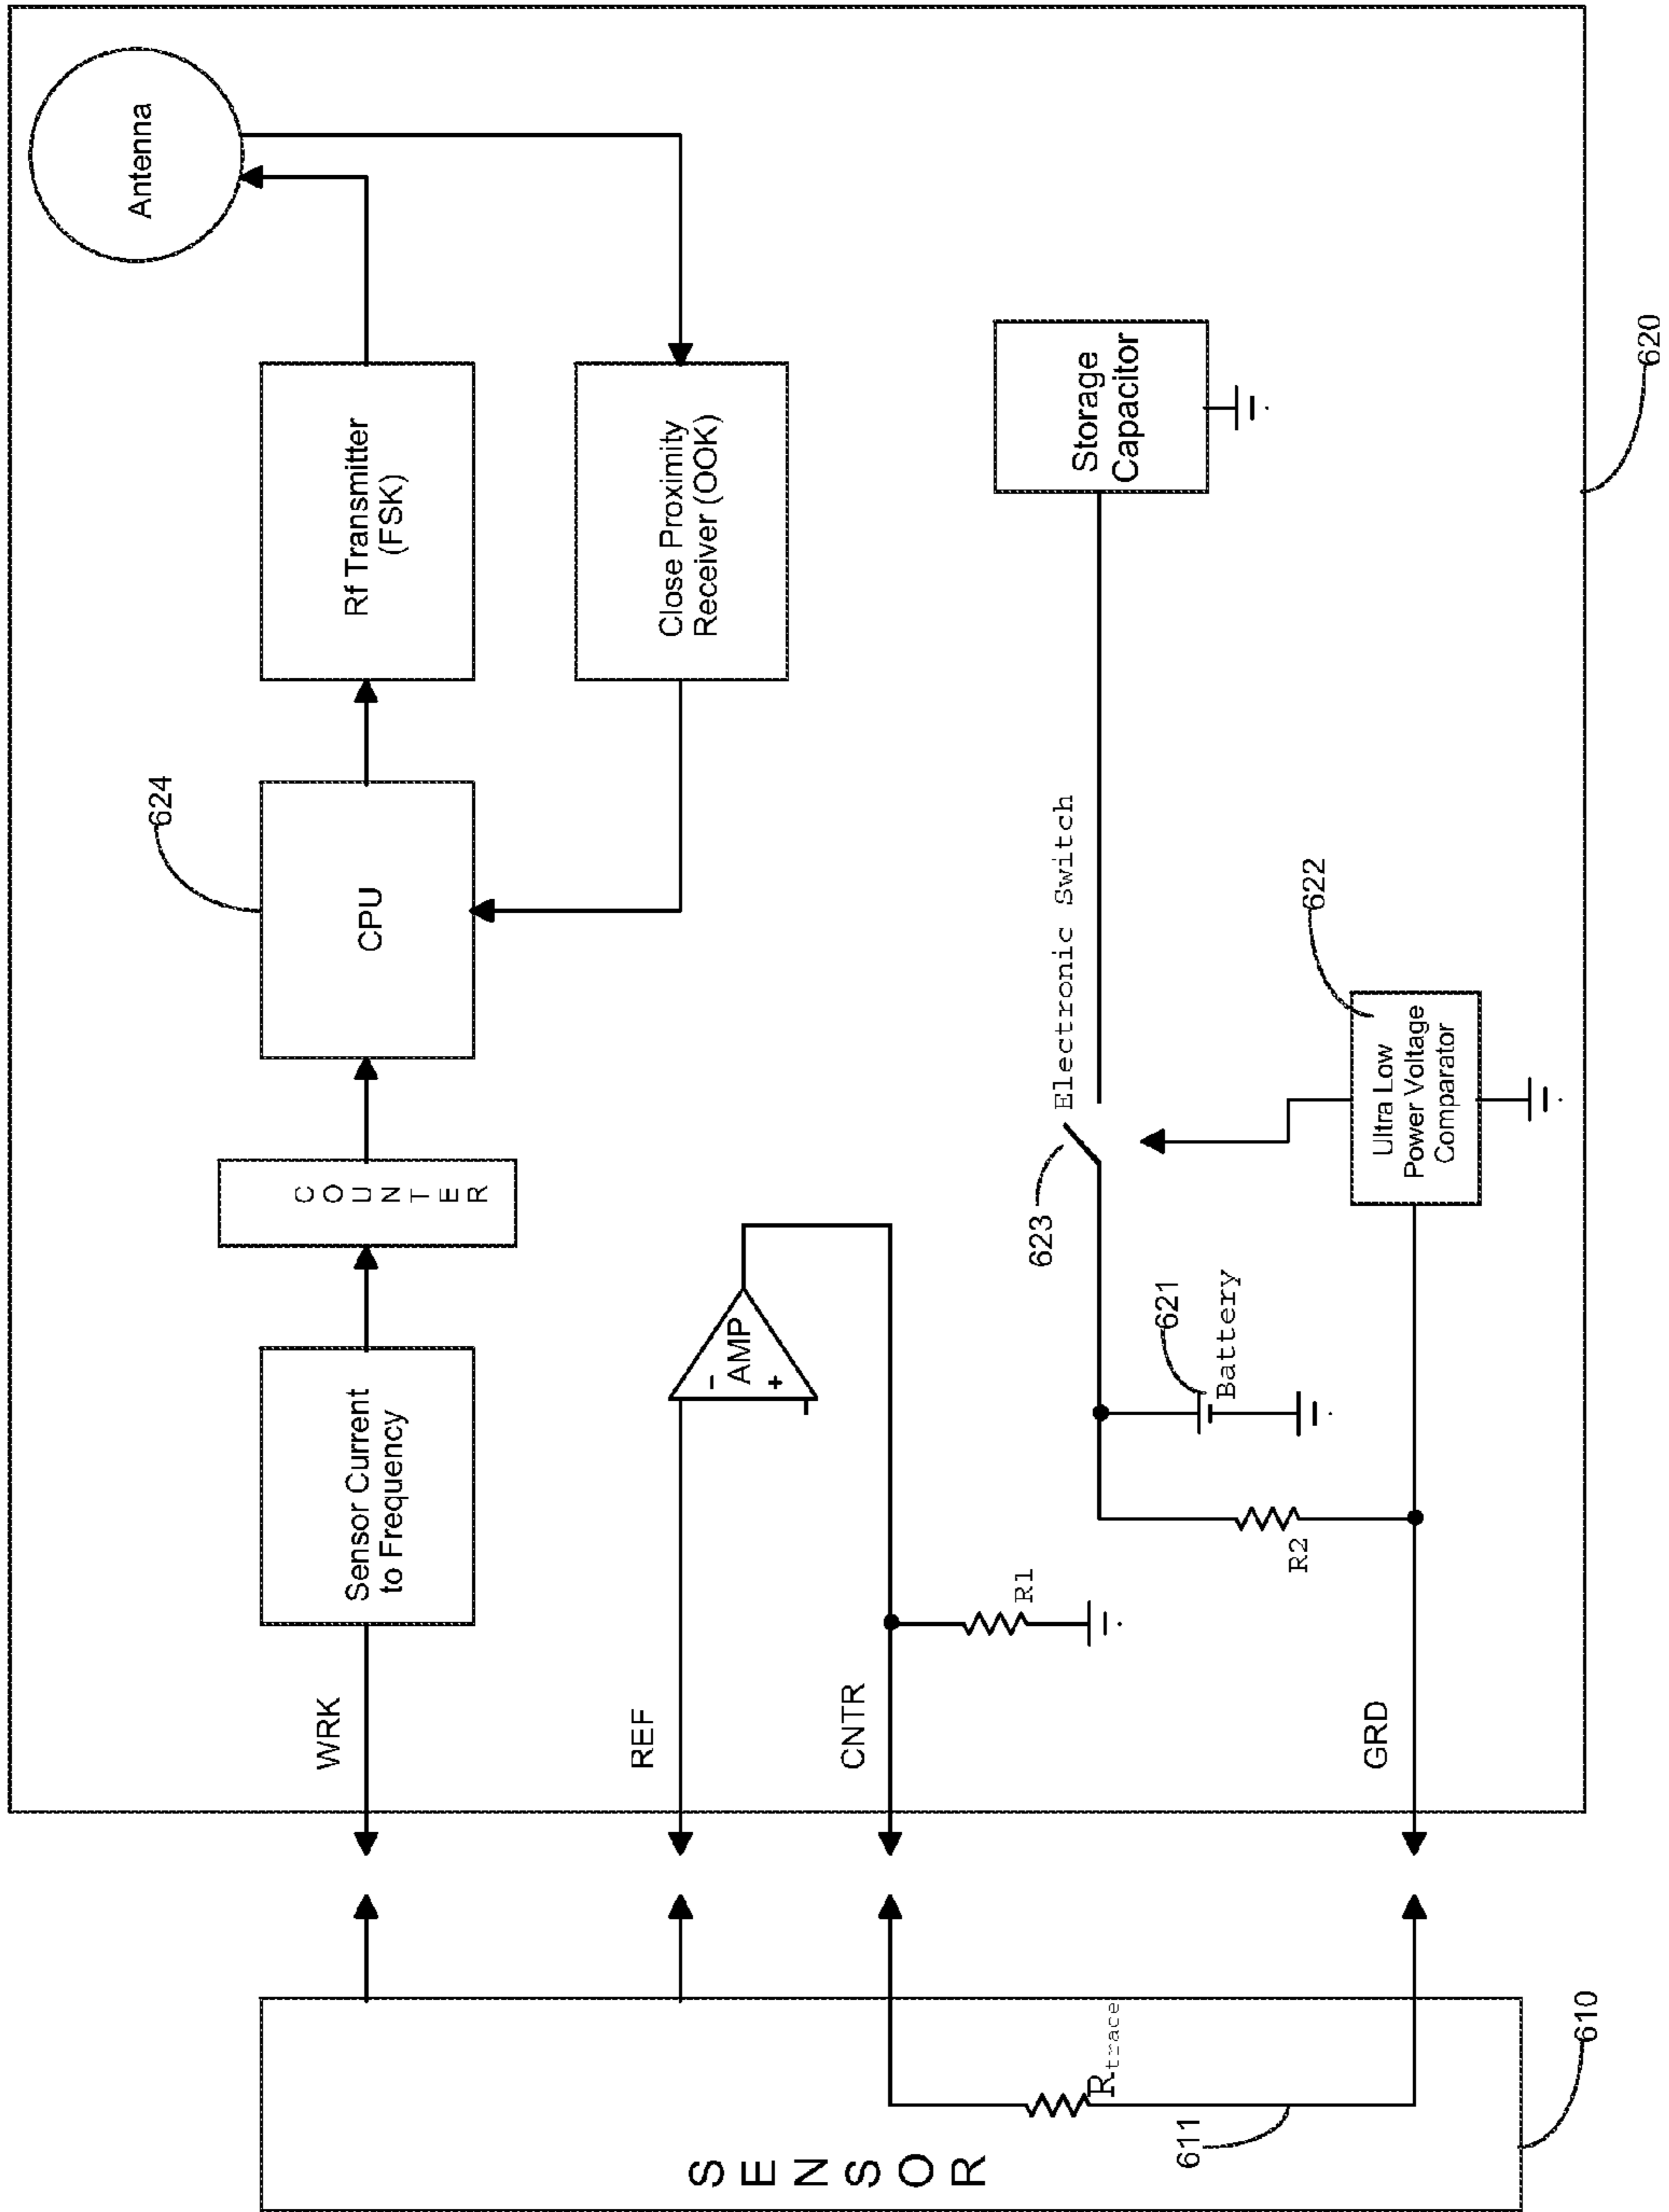 SENSOR
R_trace
611
610
WRK
REF
CNTR
GRD
Sensor Current
to Frequency
COUNTER
CPU
624
Rf Transmitter
(FSK)
Antenna
Close Proximity
Receiver (OOK)
-
AMP
+
R1
R2
621
Battery
623
Electronic Switch
Storage
Capacitor
Ultra Low
Power Voltage
Comparator
622
620